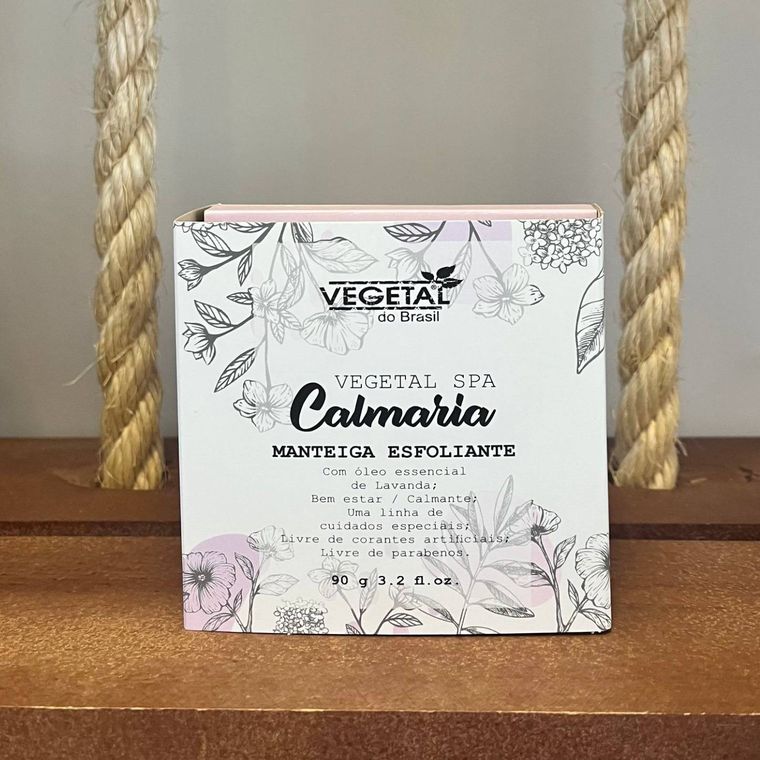 VEGETAL®
do Brasil
VEGETAL SPA
Calmaria
MANTEIGA ESFOLIANTE
Com óleo essencial
de Lavanda;
Bem estar / Calmante;
Uma linha de
cuidados especiais;
Livre de corantes artificiais;
Livre de parabenos.
90 g 3.2 fl.oz.